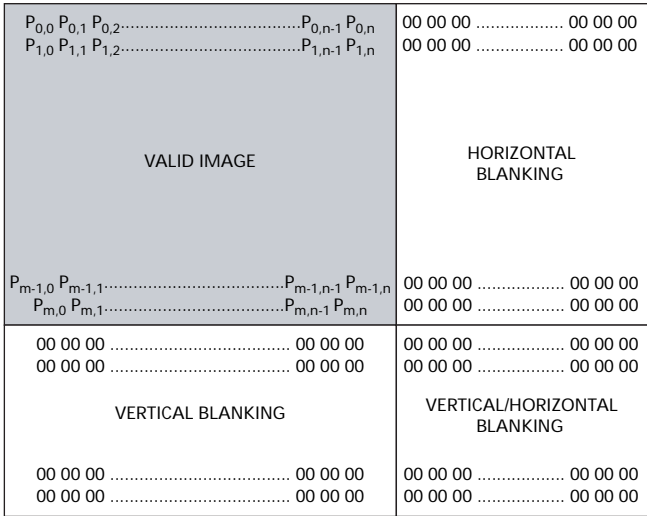 P0,0 P0,1 P0,2.....................................P0,n-1 P0,n 00 00 00 .................. 00 00 00
P1,0 P1,1 P1,2.....................................P1,n-1 P1,n 00 00 00 .................. 00 00 00
VALID IMAGE
HORIZONTAL
BLANKING
Pm-1,0 Pm-1,1.....................................Pm-1,n-1 Pm-1,n 00 00 00 .................. 00 00 00
Pm,0 Pm,1.....................................Pm,n-1 Pm,n 00 00 00 .................. 00 00 00
00 00 00 ..................................... 00 00 00 00 00 00 .................. 00 00 00
00 00 00 ..................................... 00 00 00 00 00 00 .................. 00 00 00
VERTICAL BLANKING
VERTICAL/HORIZONTAL
BLANKING
00 00 00 ..................................... 00 00 00 00 00 00 .................. 00 00 00
00 00 00 ..................................... 00 00 00 00 00 00 .................. 00 00 00